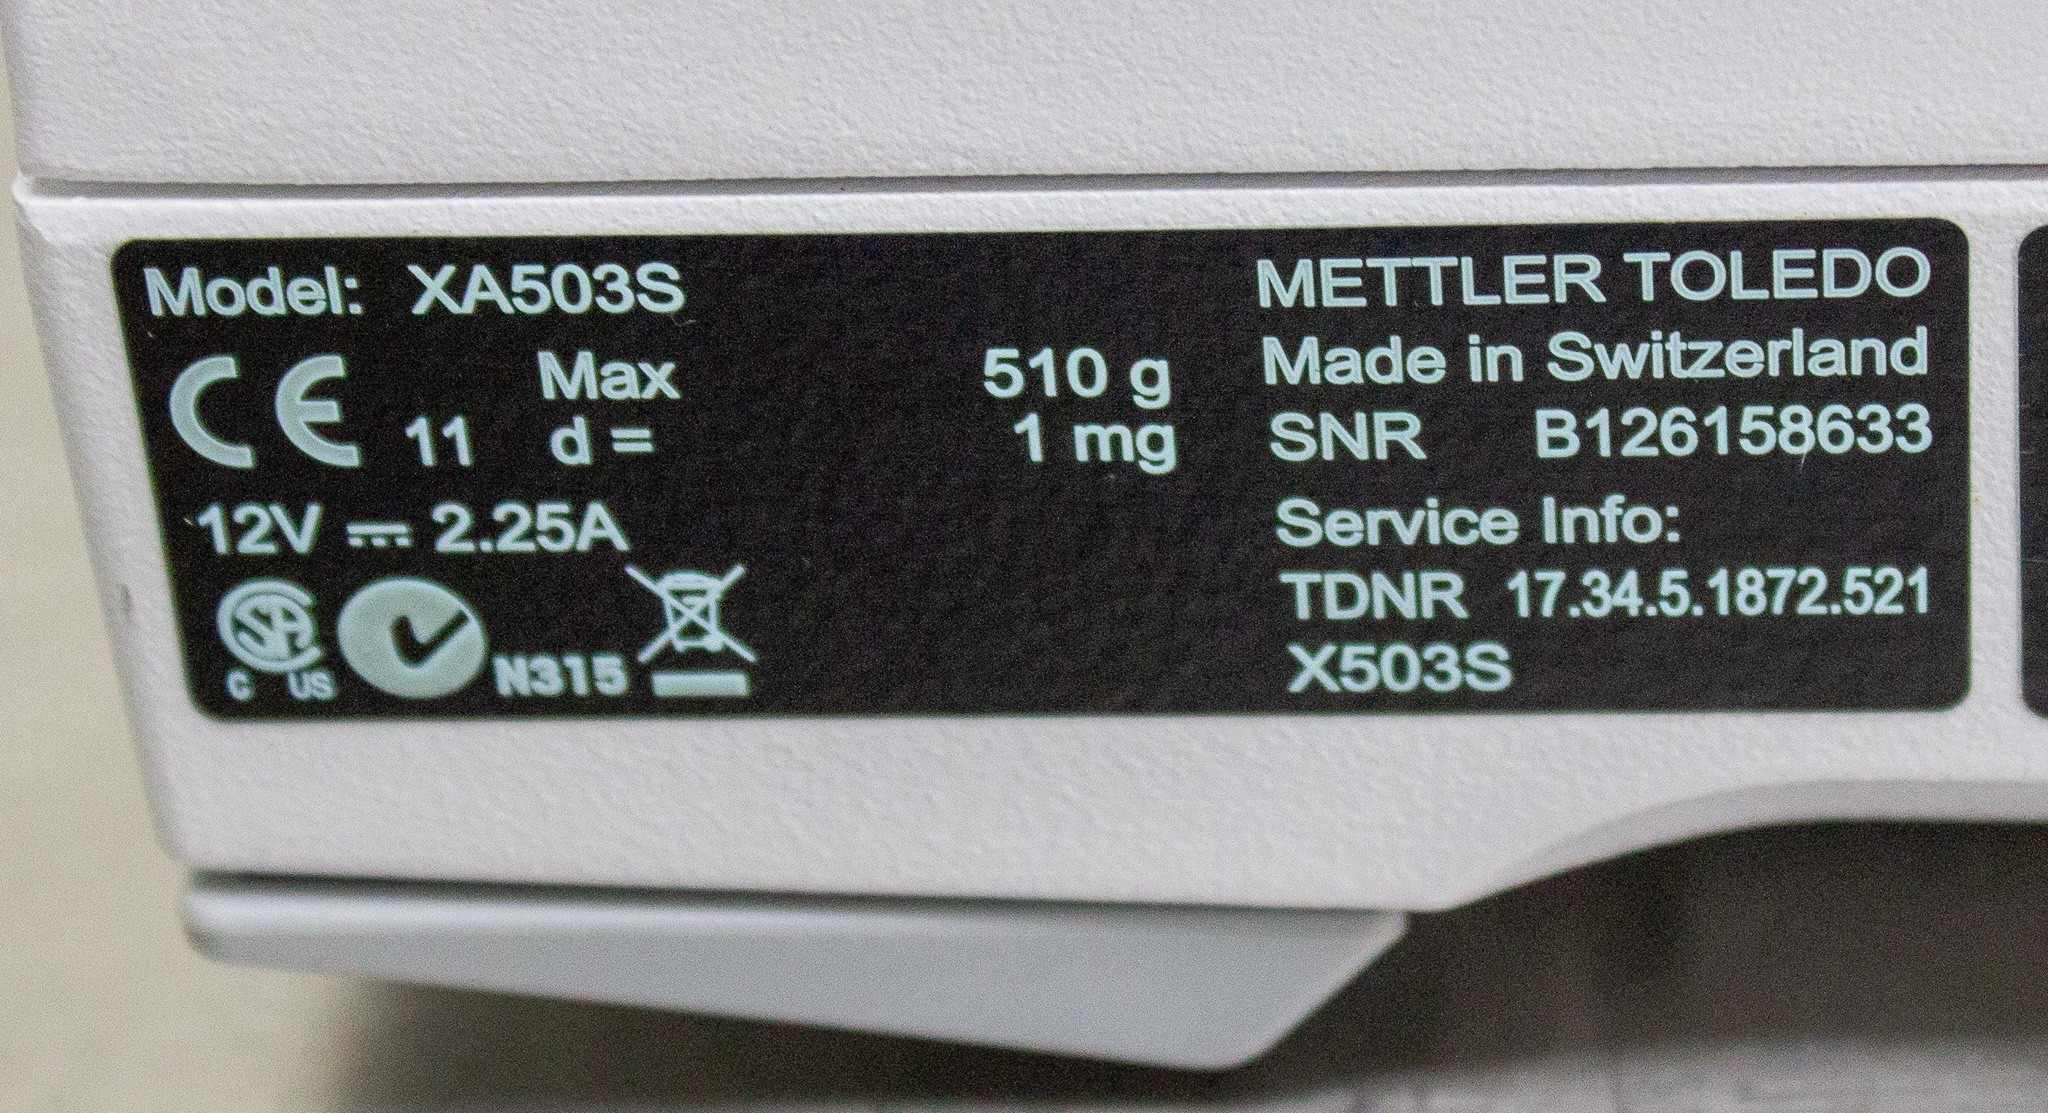 Model: XA503S
CE 11
Max 510 g
d = 1 mg
12V 2.25A
SA
C US
N315
METTLER TOLEDO
Made in Switzerland
SNR B126158633
Service Info:
TDNR 17.34.5.1872.521
X503S